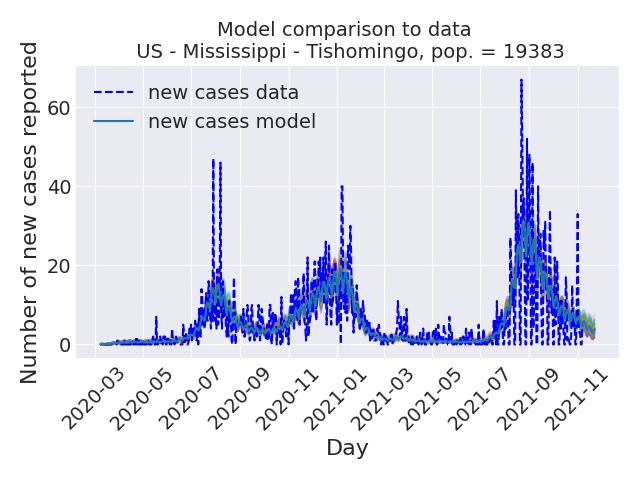 Model comparison to data
US - Mississippi - Tishomingo, pop. = 19383
Number of new cases reported
60
40
20
0
new cases data
new cases model
2020-03
2020-05
2020-07
2020-09
2020-11
2021-01
2021-03
2021-05
2021-07
2021-09
2021-11
Day